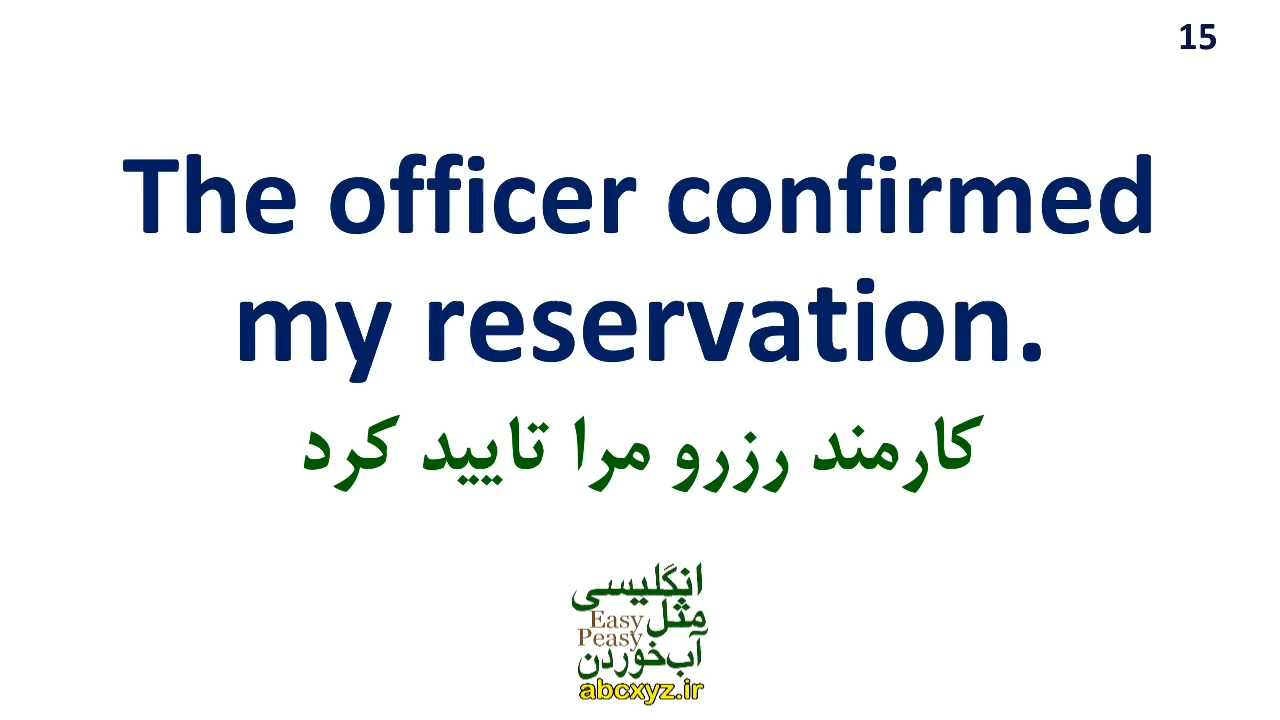 15
The officer confirmed
my reservation.
کارمند رزرو مرا تایید کرد
انگلیسی
مثل
Easy
Peasy
آب خوردن
abcxyz.ir